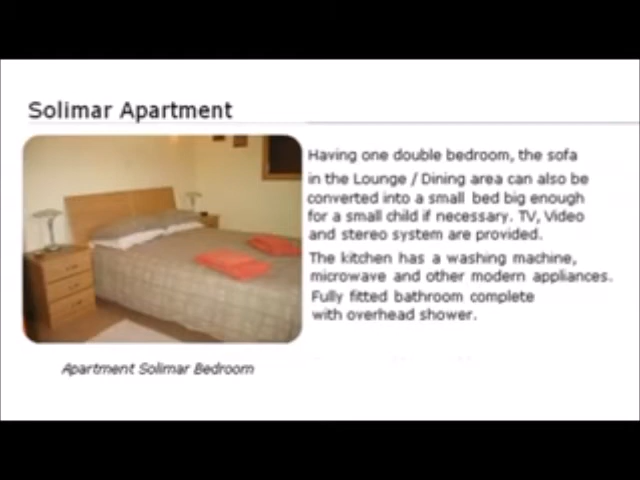 Solimar Apartment
Having one double bedroom, the sofa
in the Lounge / Dining area can also be
converted into a small bed big enough
for a small child if necessary. TV, Video
and stereo system are provided.
The kitchen has a washing machine,
microwave and other modern appliances.
Fully fitted bathroom complete
with overhead shower.
Apartment Solimar Bedroom